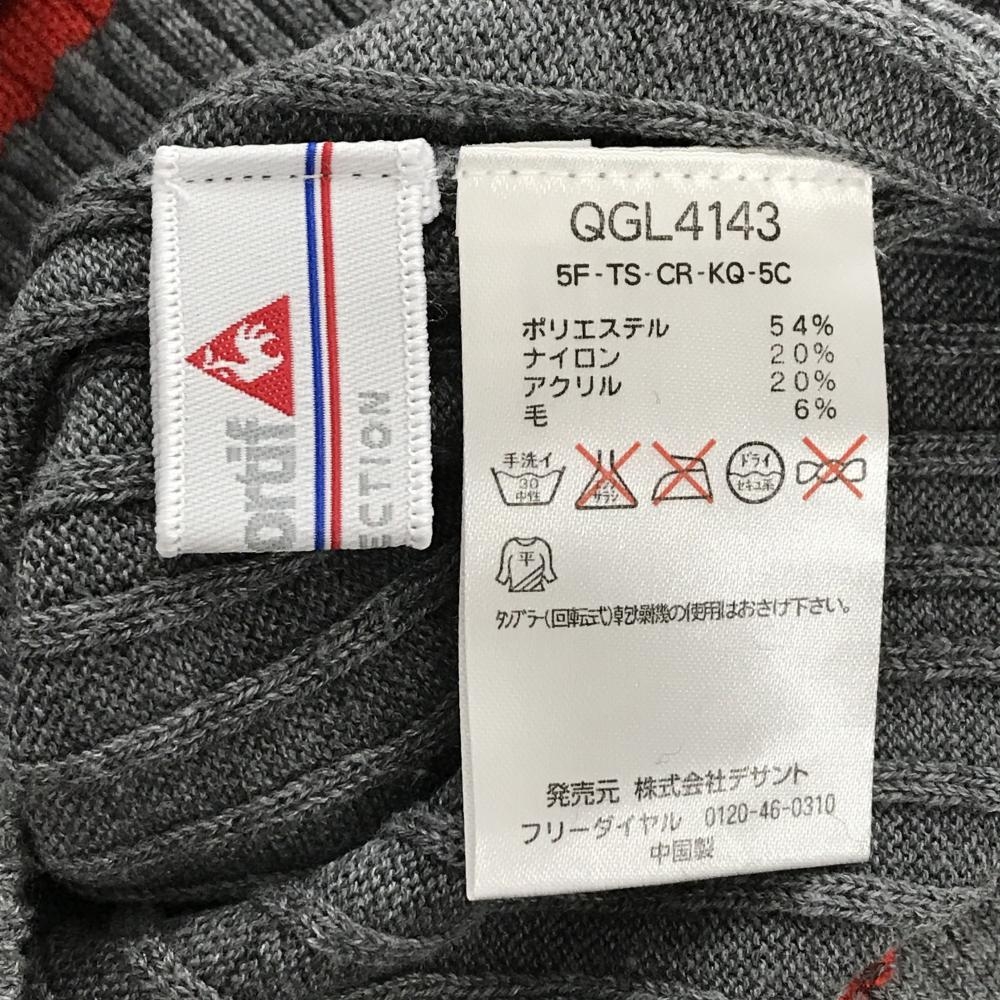 QGL4143
5F-TS-CR-KQ-5C
ポリエステル 54%
ナイロン 20%
アクリル 20%
毛 6%
手洗イ
30
中性
サラシ
ドライ
セキユ系
平
タンブラー(回転式)乾燥機の使用はおさけ下さい。
発売元 株式会社デサント
フリーダイヤル 0120-46-0310
中国製
ECTION